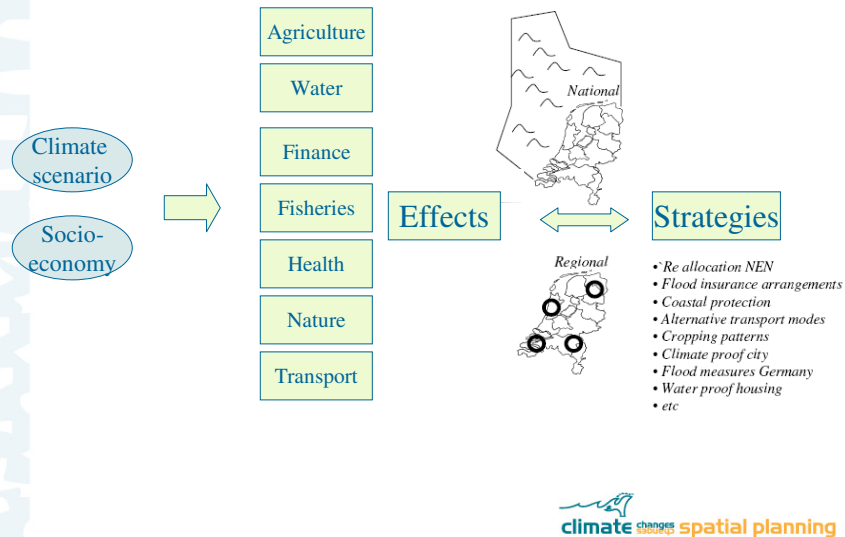 Climate
scenario
Socio-
economy
Agriculture
Water
Finance
Fisheries
Health
Nature
Transport
Effects
National
Regional
Strategies
•`Re allocation NEN
• Flood insurance arrangements
• Coastal protection
• Alternative transport modes
• Cropping patterns
• Climate proof city
• Flood measures Germany
• Water proof housing
• etc
climate changes spatial planning
changes